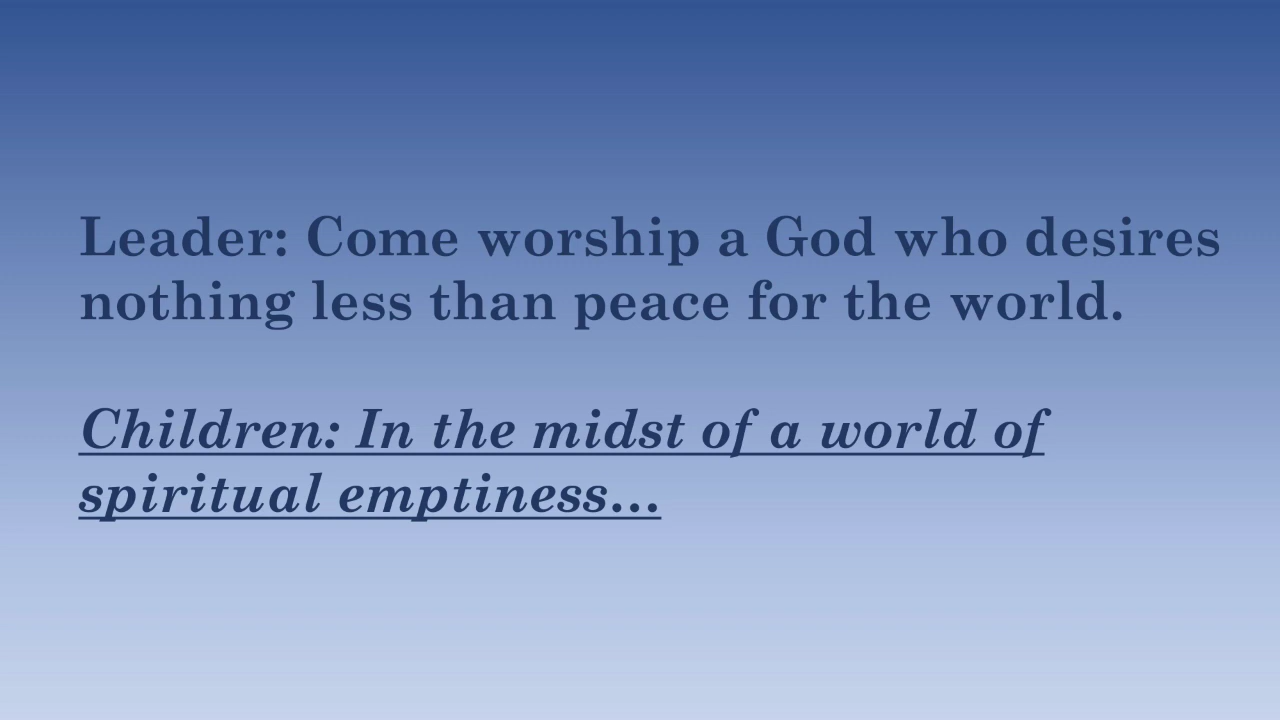 Leader: Come worship a God who desires
nothing less than peace for the world.
Children: In the midst of a world of
spiritual emptiness…